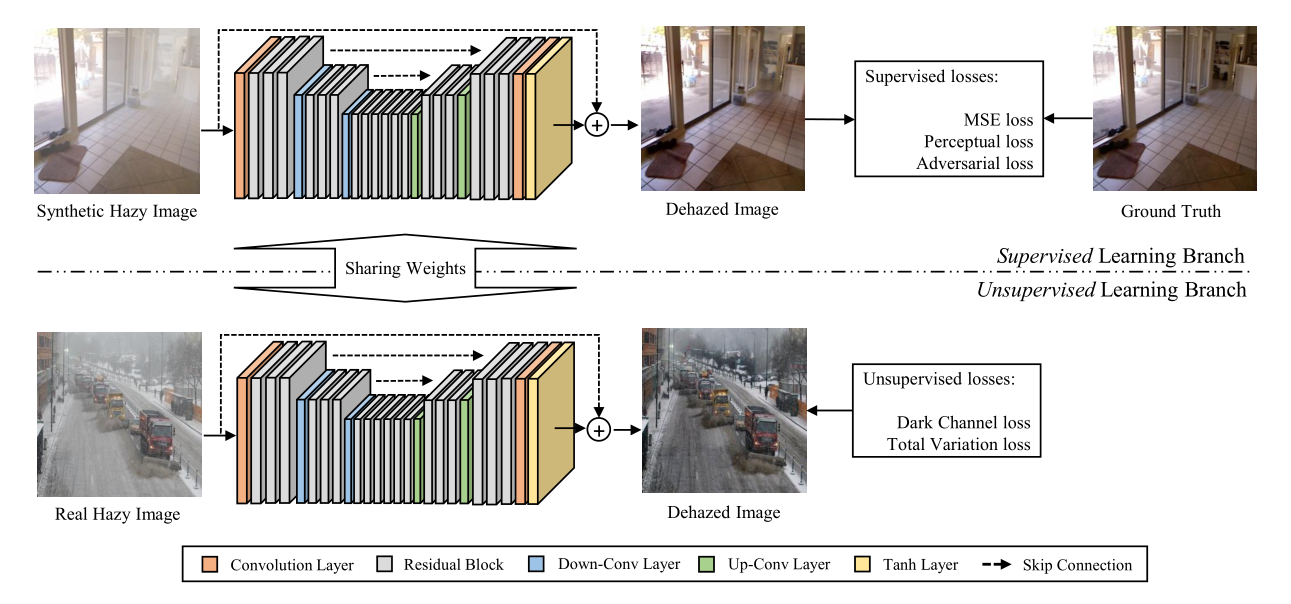 Supervised losses:
MSE loss
Perceptual loss
Adversarial loss
Synthetic Hazy Image
Dehazed Image
Ground Truth
Sharing Weights
Supervised Learning Branch
Unsupervised Learning Branch
Unsupervised losses:
Dark Channel loss
Total Variation loss
Real Hazy Image
Dehazed Image
Convolution Layer
Residual Block
Down-Conv Layer
Up-Conv Layer
Tanh Layer
Skip Connection